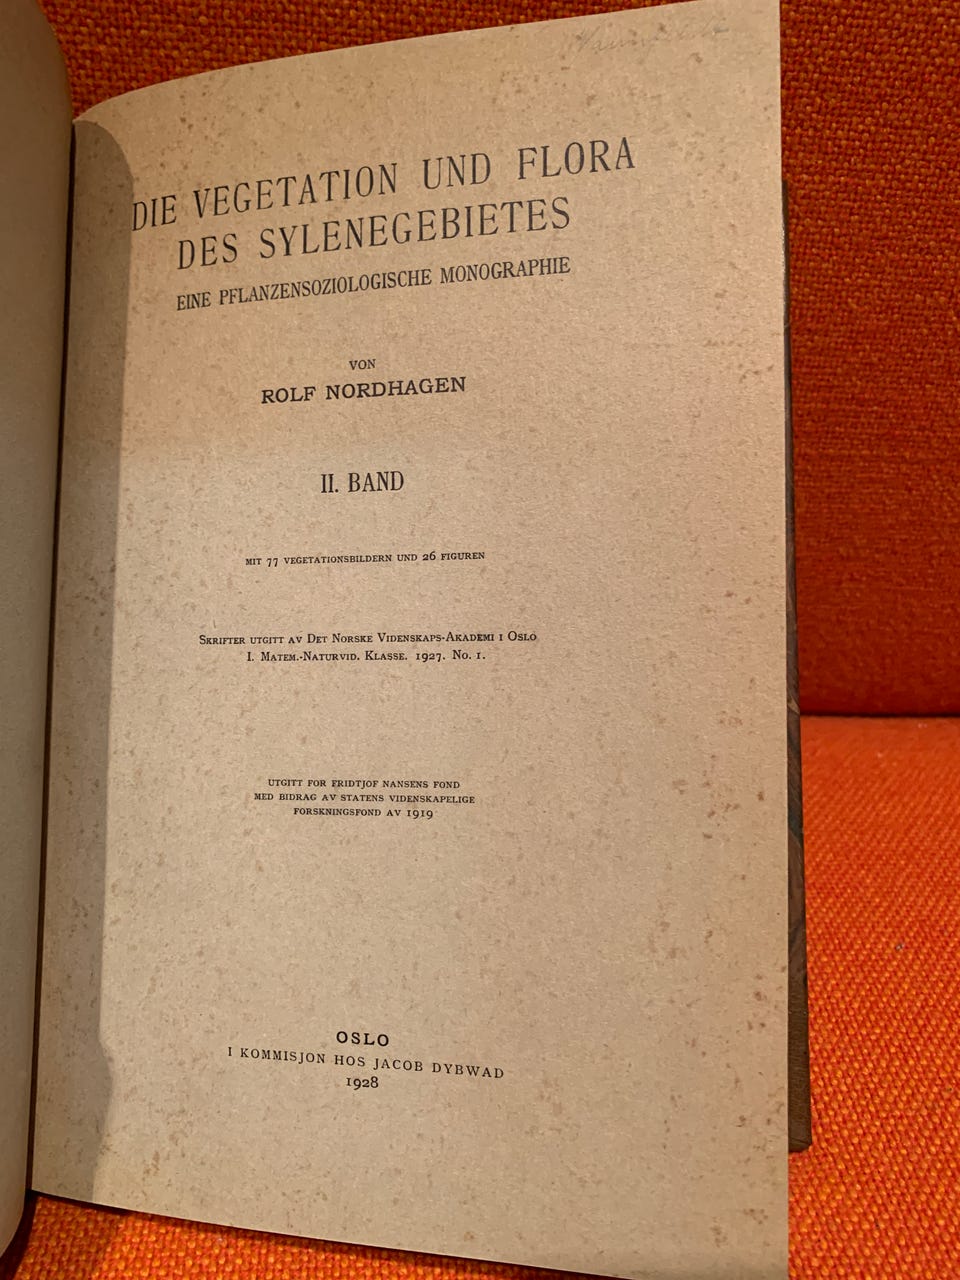 DIE VEGETATION UND FLORA
DES SYLENEGEBIETES
EINE PFLANZENSOZIOLOGISCHE MONOGRAPHIE
VON
ROLF NORDHAGEN
II. BAND
MIT 77 VEGETATIONSBILDERN UND 26 FIGUREN
SKRIFTER UTGITT AV DET NORSKE VIDENSKAPS-AKADEMI I OSLO
I. MATEM.-NATURVID. KLASSE. 1927. NO. 1.
UTGITT FOR FRIDTJOF NANSENS FOND
MED BIDRAG AV STATENS VIDENSKAPELIGE
FORSKNINGSFOND AV 1919
OSLO
I KOMMISJON HOS JACOB DYBWAD
1928